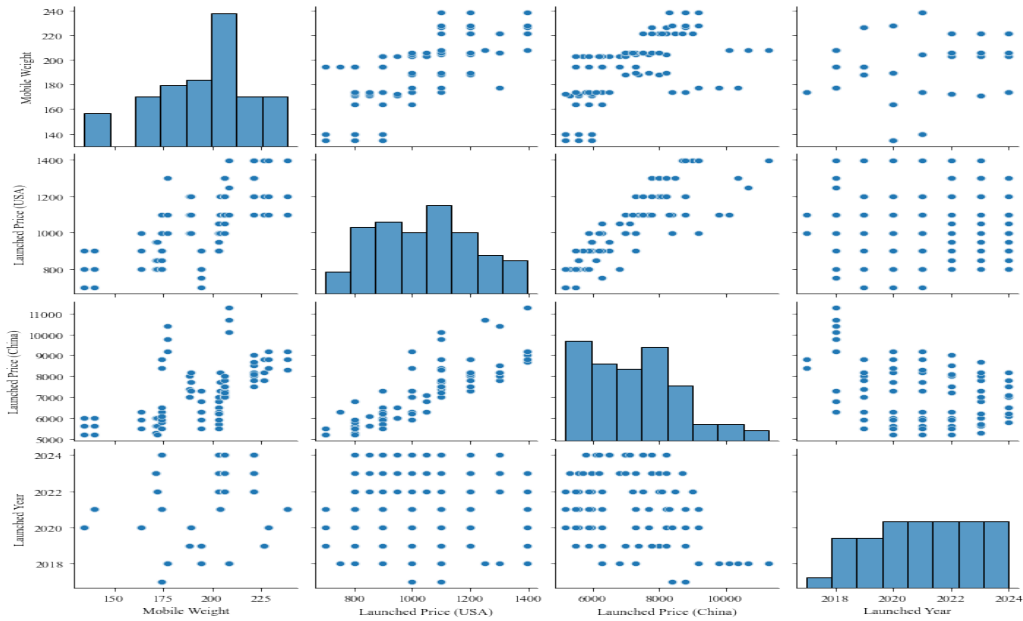 240
220
200
180
160
140
Mobile Weight
1400
1200
1000
800
Launched Price (USA)
11000
10000
9000
8000
7000
6000
5000
Launched Price (China)
2024
2022
2020
2018
Launched Year
150 175 200 225
Mobile Weight
800 1000 1200 1400
Launched Price (USA)
6000 8000 10000
Launched Price (China)
2018 2020 2022 2024
Launched Year